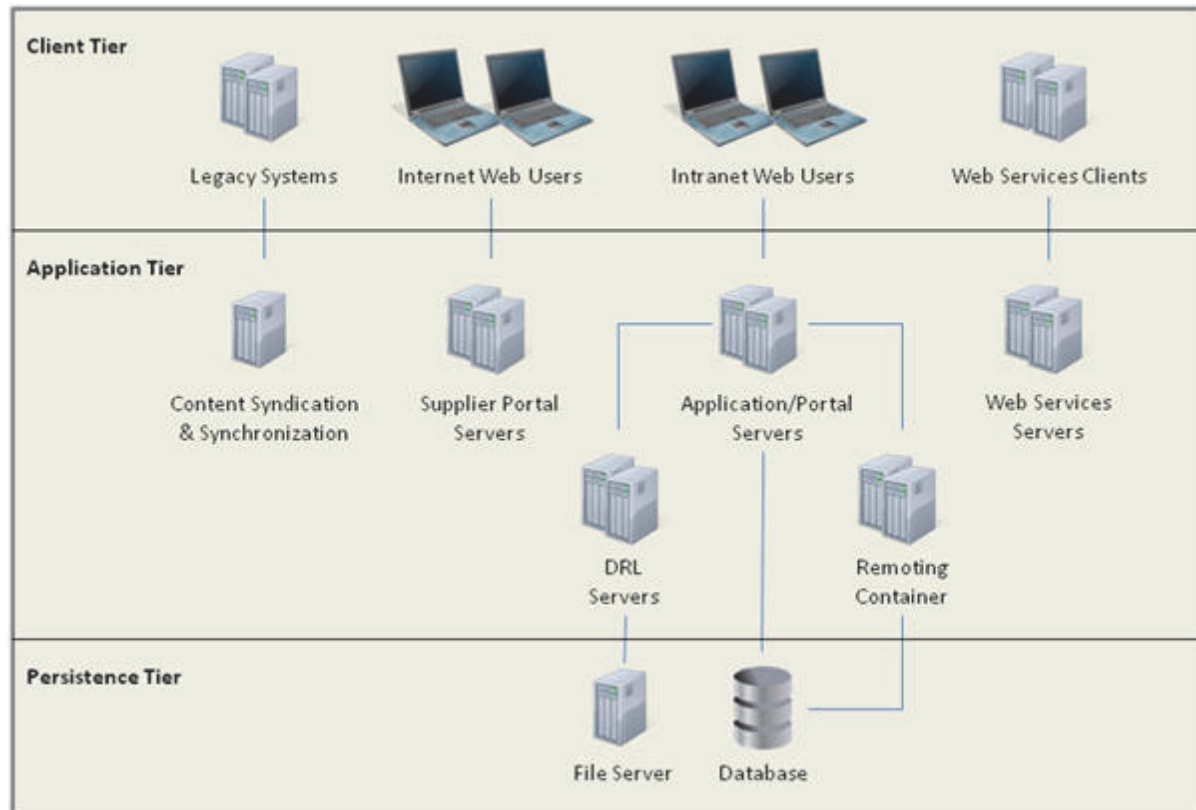 Client Tier
Legacy Systems
Internet Web Users
Intranet Web Users
Web Services Clients
Application Tier
Content Syndication
& Synchronization
Supplier Portal
Servers
Application/Portal
Servers
Web Services
Servers
DRL
Servers
Remoting
Container
Persistence Tier
File Server
Database